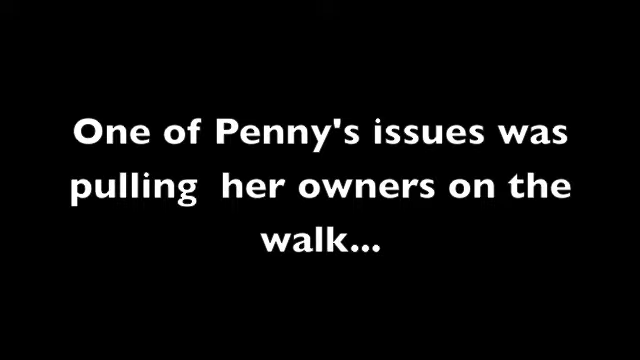 One of Penny's issues was
pulling  her owners on the
walk...